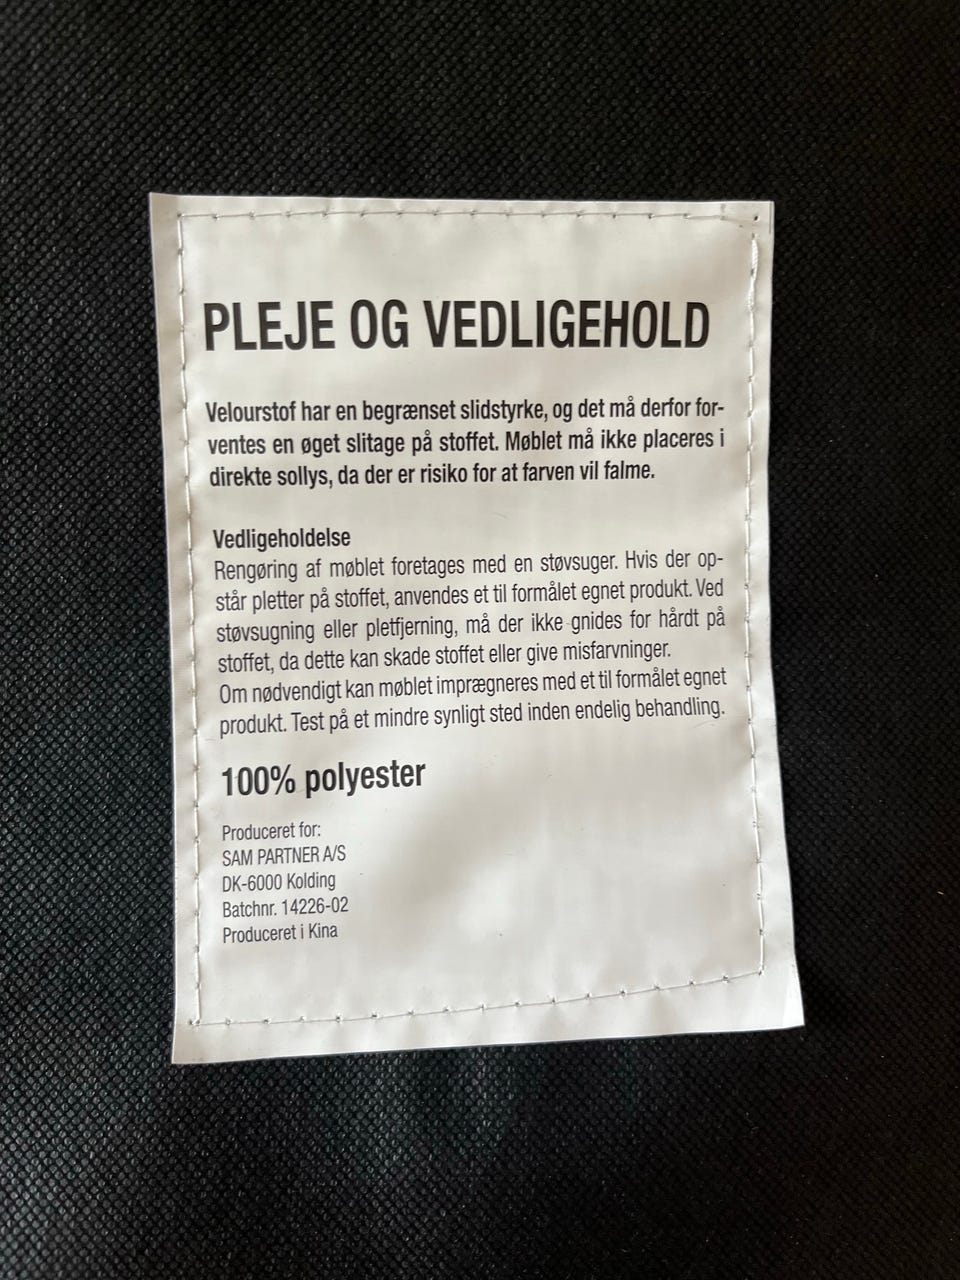 PLEJE OG VEDLIGEHOLD
Velourstof har en begrænset slidstyrke, og det må derfor for-
ventes en øget slitage på stoffet. Møblet må ikke placeres i
direkte sollys, da der er risiko for at farven vil falme.
Vedligeholdelse
Rengøring af møblet foretages med en støvsuger. Hvis der op-
står pletter på stoffet, anvendes et til formålet egnet produkt. Ved
støvsugning eller pletfjerning, må der ikke gnides for hårdt på
stoffet, da dette kan skade stoffet eller give misfarvninger.
Om nødvendigt kan møblet imprægneres med et til formålet egnet
produkt. Test på et mindre synligt sted inden endelig behandling.
100% polyester
Produceret for:
SAM PARTNER A/S
DK-6000 Kolding
Batchnr. 14226-02
Produceret i Kina